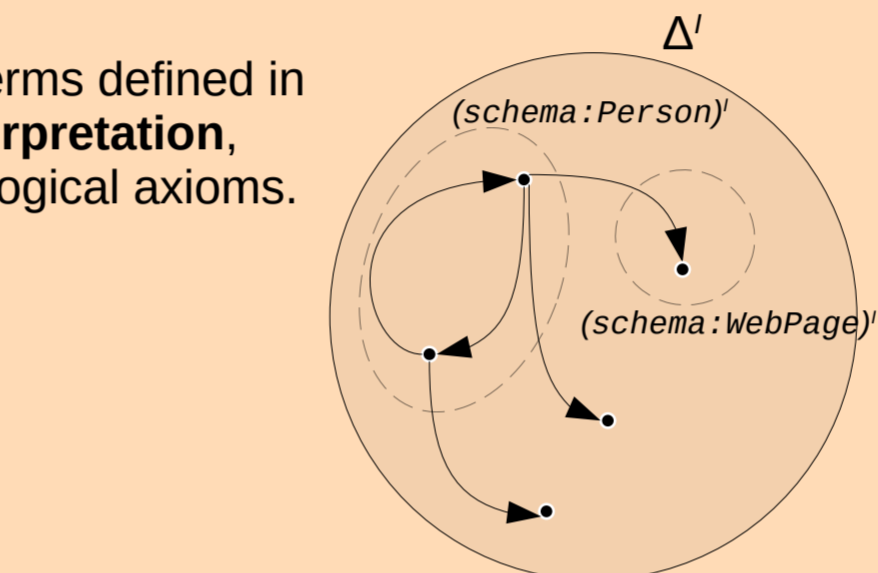 Δᴵ
erms defined in
(schema:Person)ᴵ
rpretation,
ogical axioms.
(schema:WebPage)ᴵ